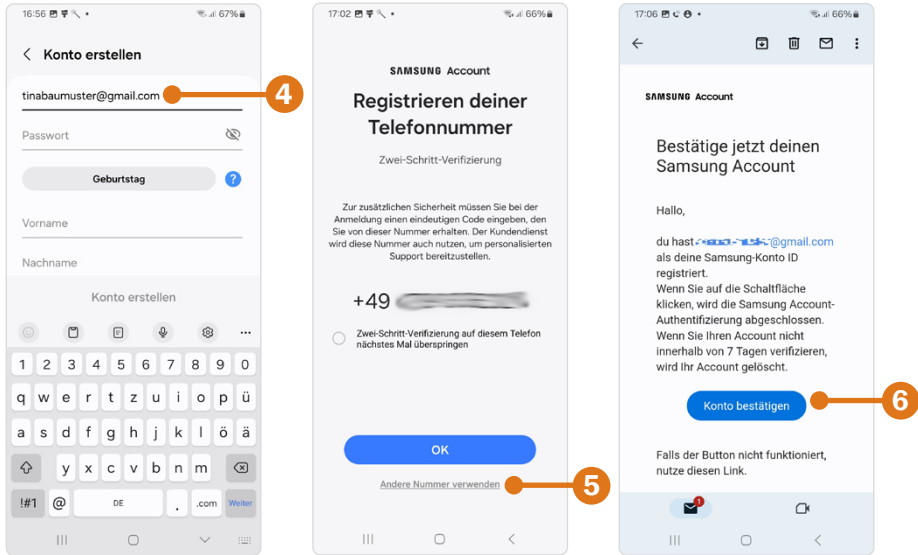 16:56
67%
Konto erstellen
tinabaumuster@gmail.com
4
Passwort
Geburtstag
?
Vorname
Nachname
Konto erstellen
1 2 3 4 5 6 7 8 9 0
q w e r t z u i o p ü
a s d f g h j k l ö ä
y x c v b n m
!#1 @ DE . .com Weiter
17:02
66%
SAMSUNG Account
Registrieren deiner
Telefonnummer
Zwei-Schritt-Verifizierung
Zur zusätzlichen Sicherheit müssen Sie bei der
Anmeldung einen eindeutigen Code eingeben, den
Sie von dieser Nummer erhalten. Der Kundendienst
wird diese Nummer auch nutzen, um personalisierten
Support bereitzustellen.
+49
Zwei-Schritt-Verifizierung auf diesem Telefon
nächstes Mal überspringen
OK
Andere Nummer verwenden
5
17:06
66%
SAMSUNG Account
Bestätige jetzt deinen
Samsung Account
Hallo,
du hast @gmail.com
als deine Samsung-Konto ID
registriert.
Wenn Sie auf die Schaltfläche
klicken, wird die Samsung Account-
Authentifizierung abgeschlossen.
Wenn Sie Ihren Account nicht
innerhalb von 7 Tagen verifizieren,
wird Ihr Account gelöscht.
Konto bestätigen
6
Falls der Button nicht funktioniert,
nutze diesen Link.
1